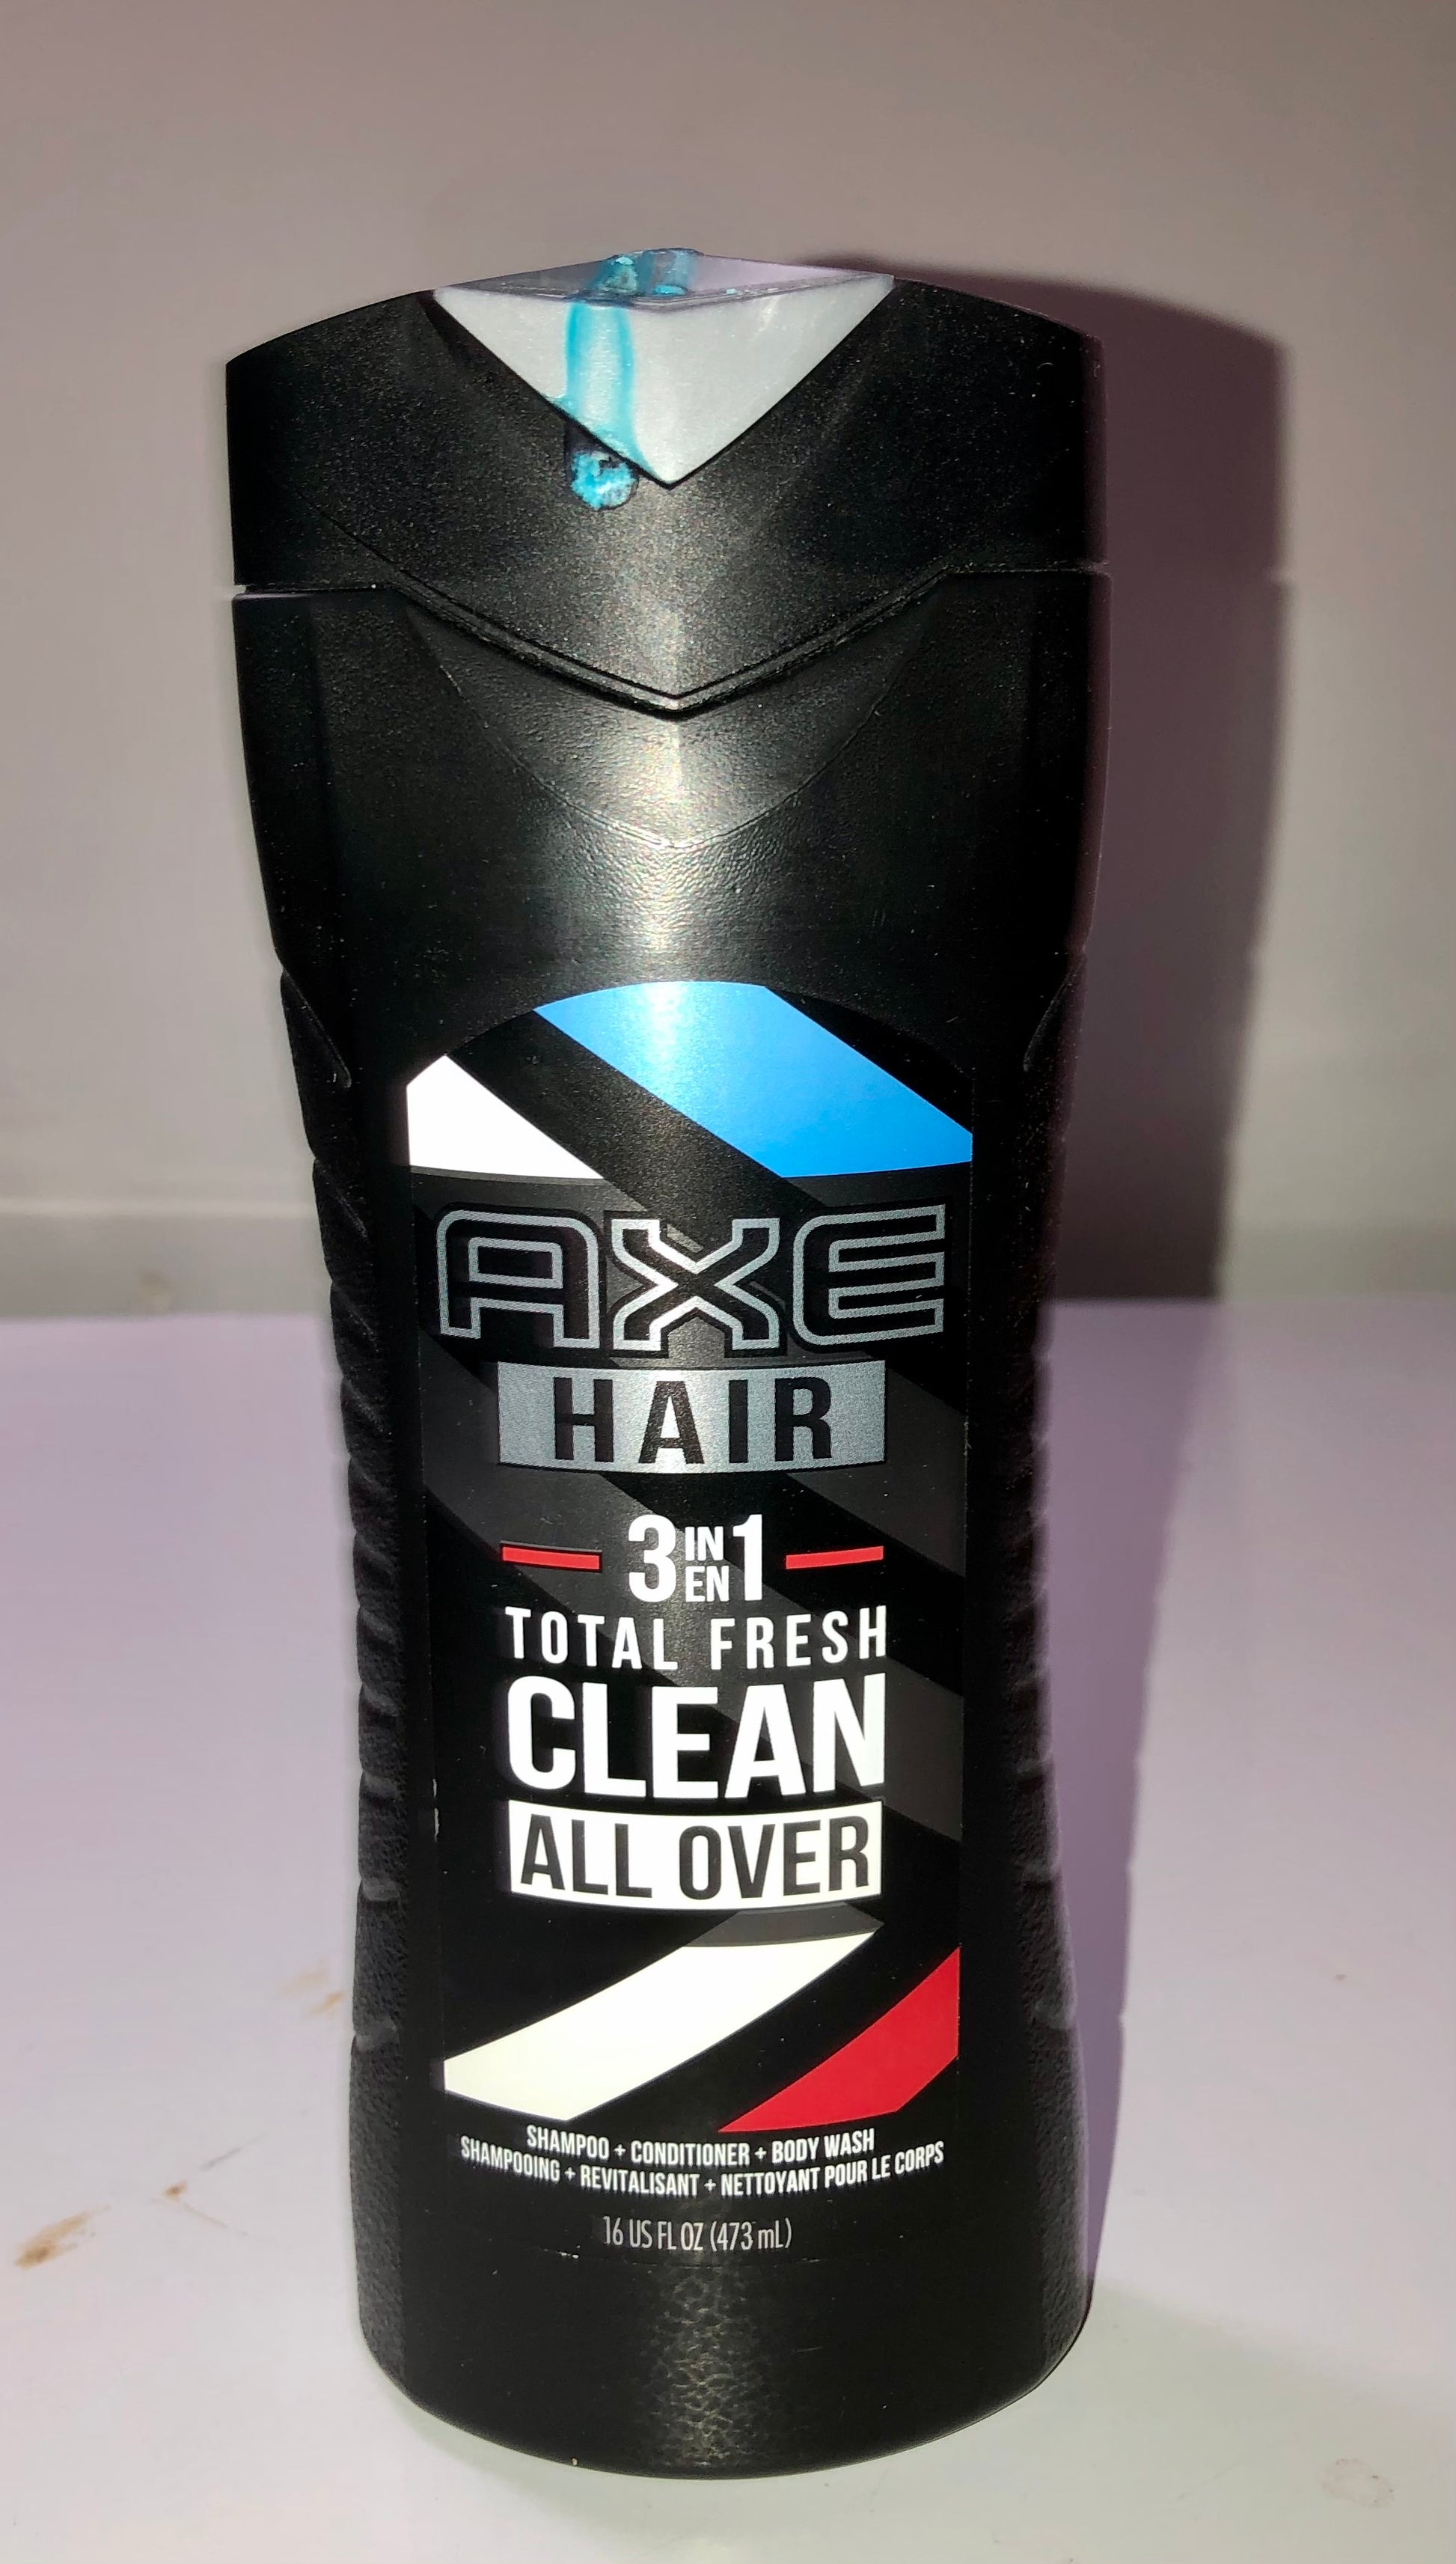 AXE
HAIR
3 IN EN 1
TOTAL FRESH
CLEAN
ALL OVER
SHAMPOO + CONDITIONER + BODY WASH
SHAMPOOING + REVITALISANT + NETTOYANT POUR LE CORPS
16 US FL OZ (473 mL)